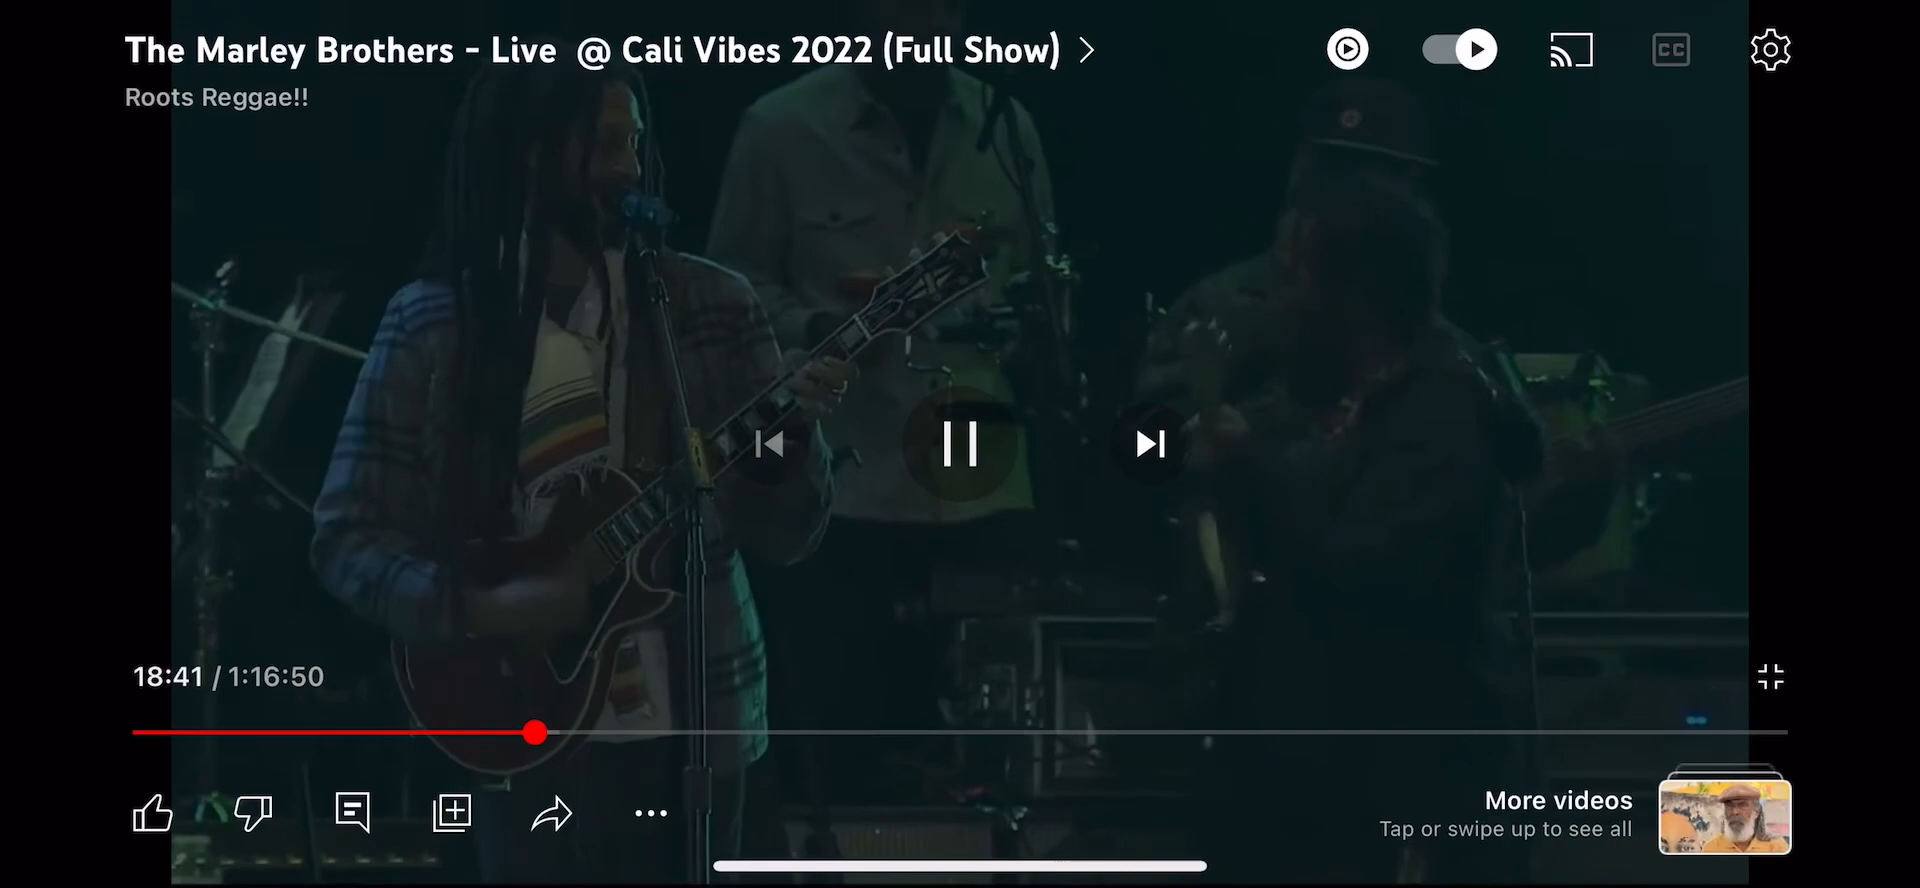 The Marley Brothers - Live @ Cali Vibes 2022 (Full Show)
Roots Reggae!!
CC
18:41 / 1:16:50
More videos
Tap or swipe up to see all